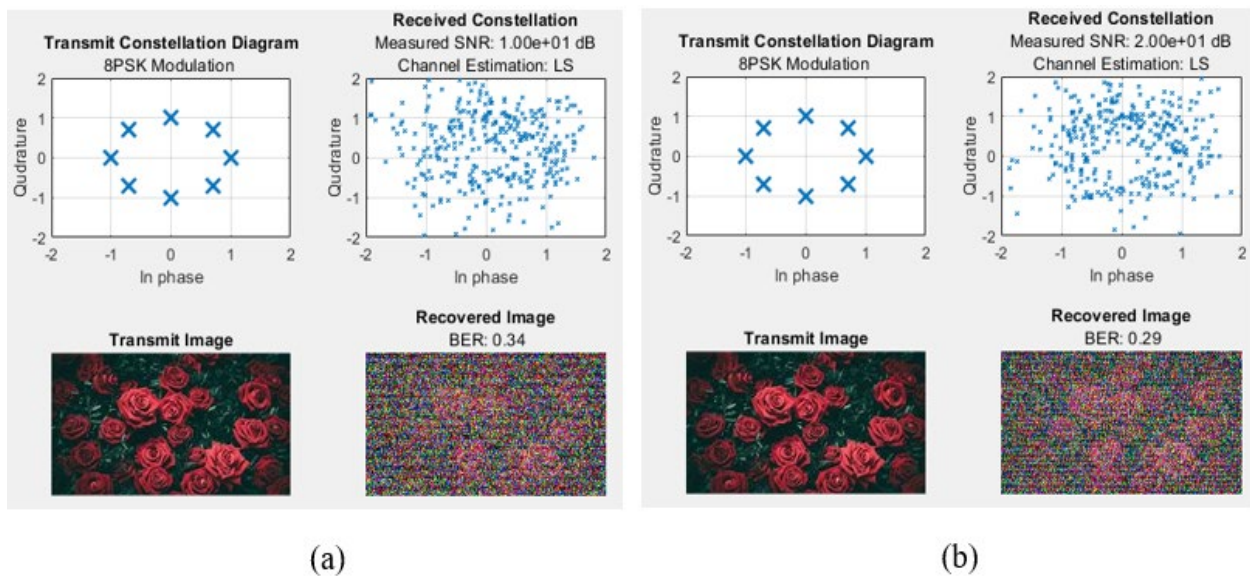 Transmit Constellation Diagram
8PSK Modulation
2
1
0
-1
-2
Qudrature
-2 -1 0 1 2
In phase
Received Constellation
Measured SNR: 1.00e+01 dB
Channel Estimation: LS
2
1
0
-1
-2
Qudrature
-2 -1 0 1 2
In phase
Transmit Image
Recovered Image
BER: 0.34
(a)
Transmit Constellation Diagram
8PSK Modulation
2
1
0
-1
-2
Qudrature
-2 -1 0 1 2
In phase
Received Constellation
Measured SNR: 2.00e+01 dB
Channel Estimation: LS
2
1
0
-1
-2
Qudrature
-2 -1 0 1 2
In phase
Transmit Image
Recovered Image
BER: 0.29
(b)